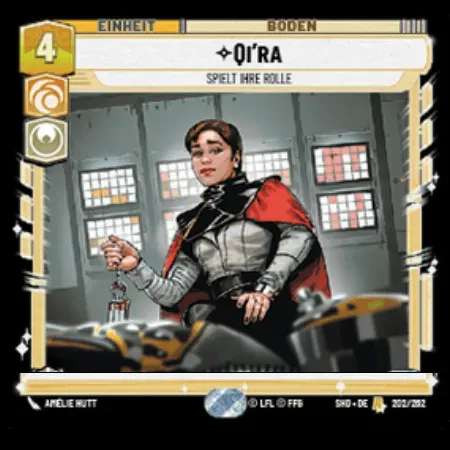 EINHEIT BODEN
4
QI'RA
SPIELT IHRE ROLLE
AMÉLIE HUTT © LFL © FFG SHD • DE 202/262